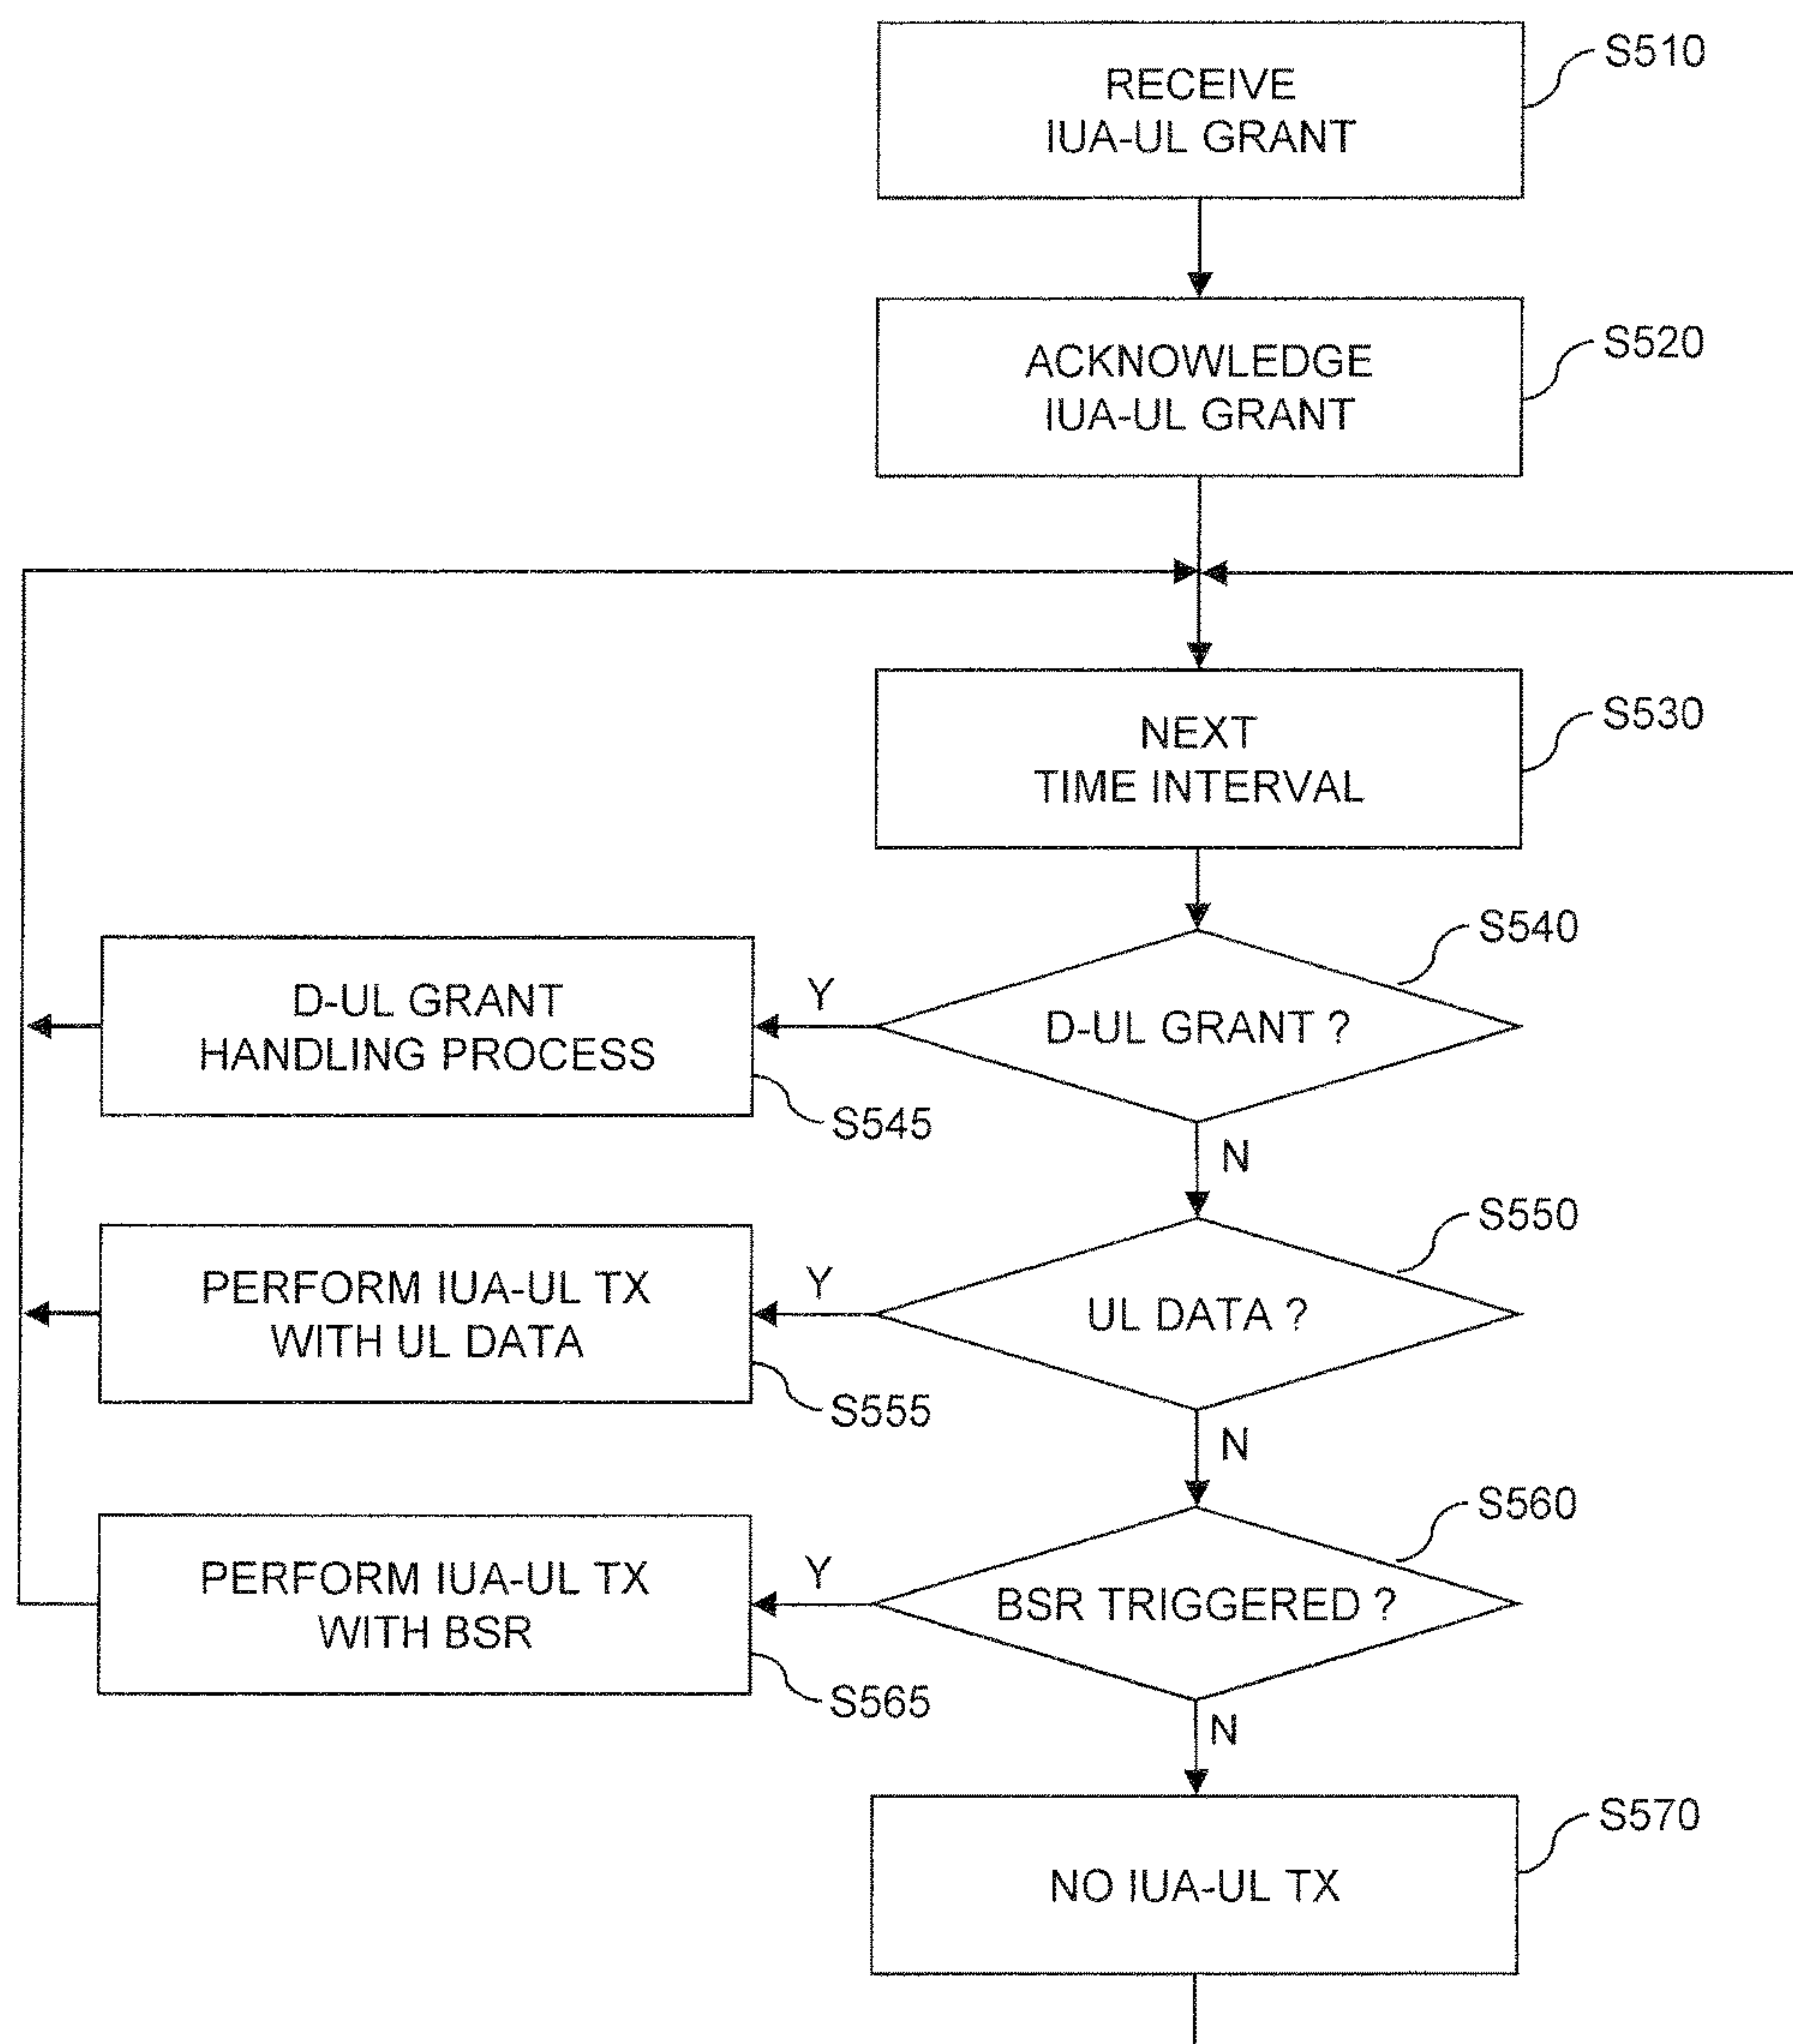 RECEIVE
IUA-UL GRANT
S510
ACKNOWLEDGE
IUA-UL GRANT
S520
NEXT
TIME INTERVAL
S530
D-UL GRANT ?
S540
Y
D-UL GRANT
HANDLING PROCESS
S545
N
UL DATA ?
S550
Y
PERFORM IUA-UL TX
WITH UL DATA
S555
N
BSR TRIGGERED ?
S560
Y
PERFORM IUA-UL TX
WITH BSR
S565
N
NO IUA-UL TX
S570